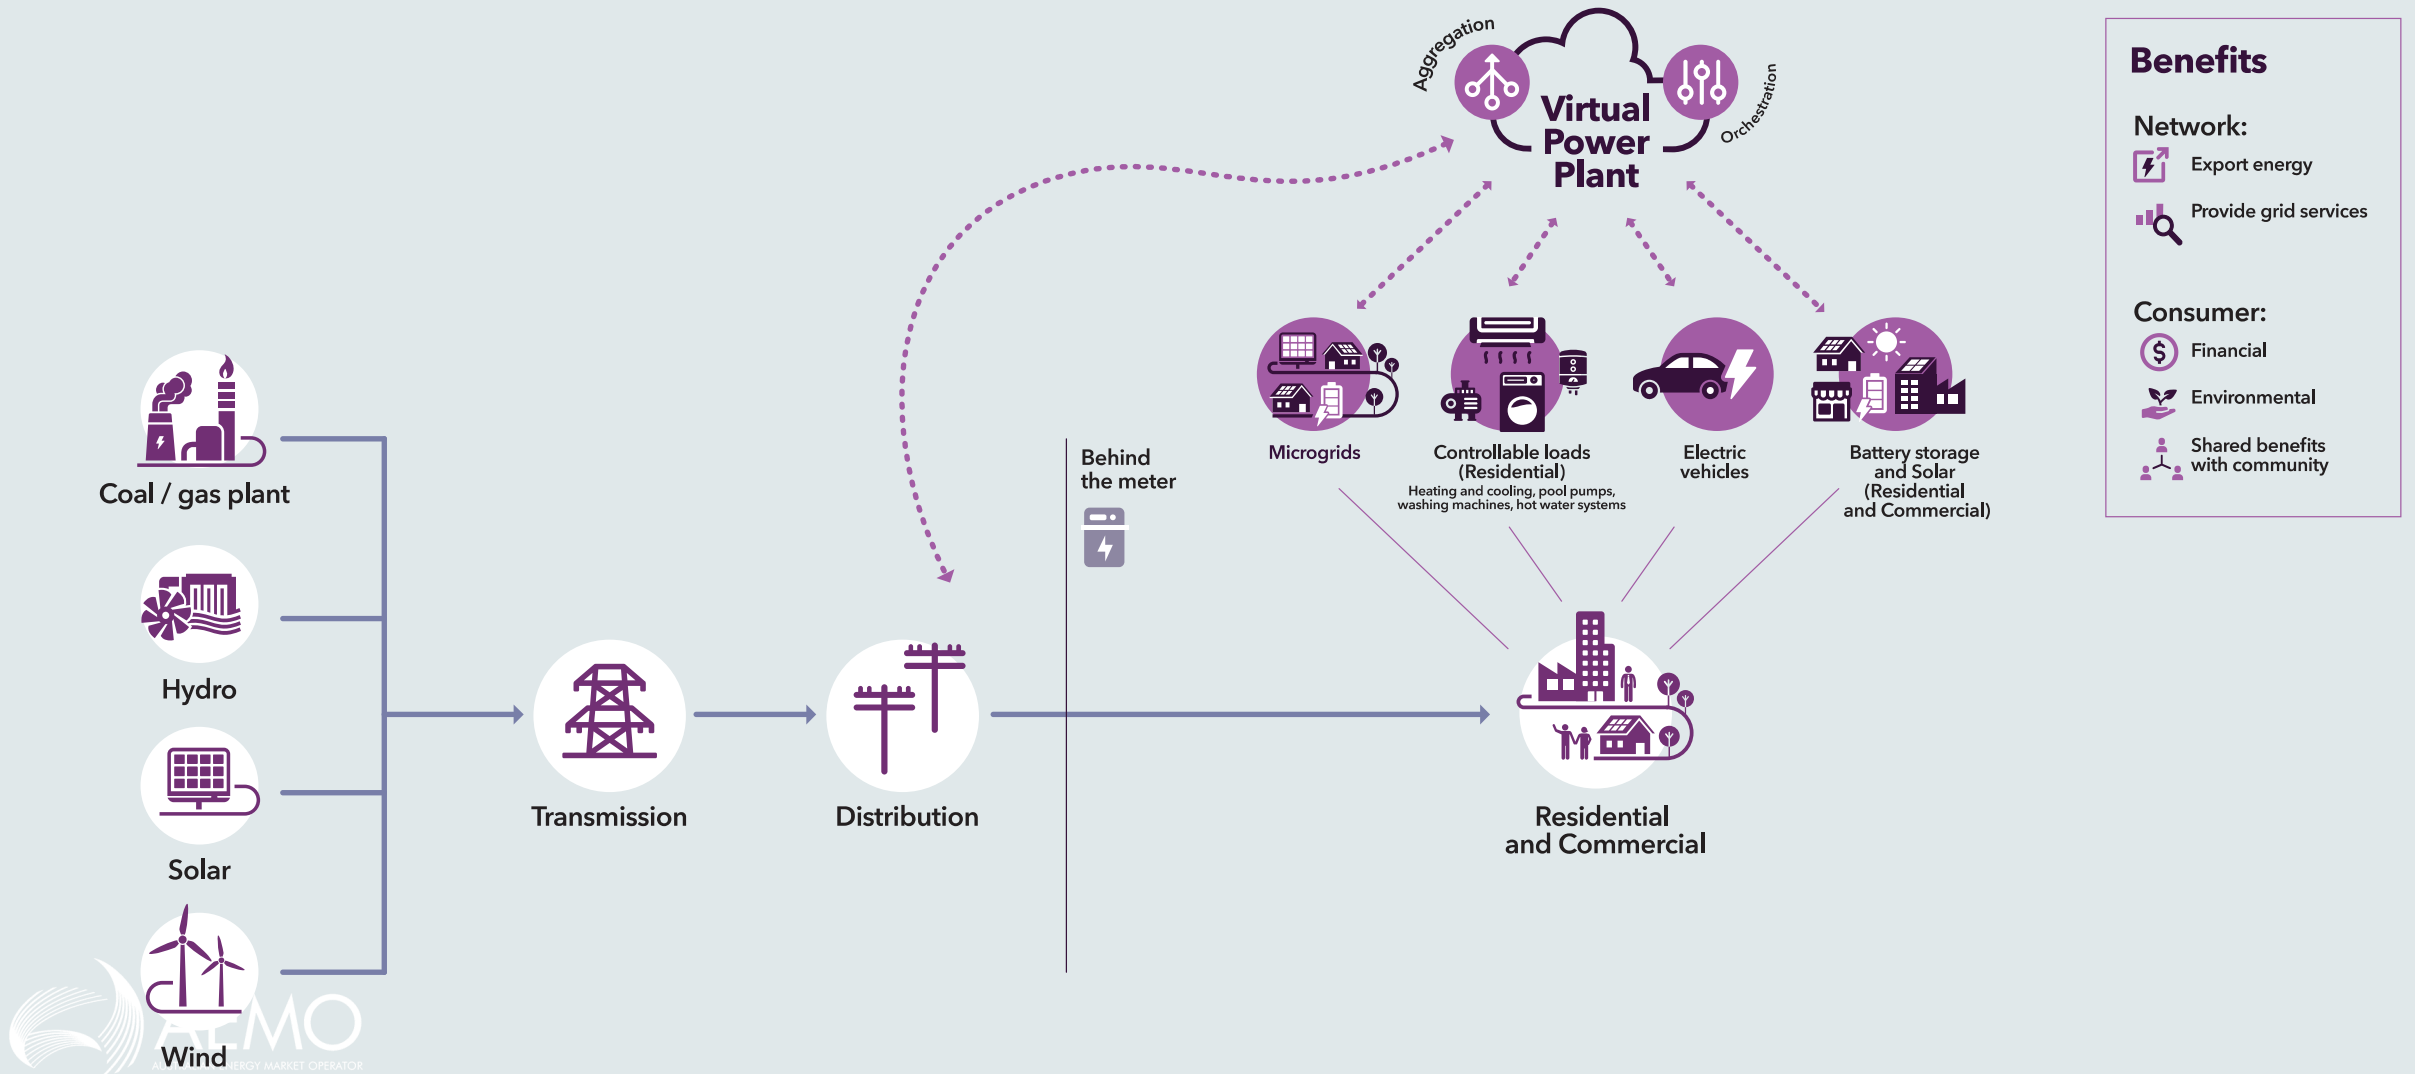 Aggregation
Orchestration
Virtual
Power
Plant
Benefits
Network:
Export energy
Provide grid services
Consumer:
$
Financial
Environmental
Shared benefits
with community
Behind
the meter
Microgrids
Controllable loads
(Residential)
Heating and cooling, pool pumps,
washing machines, hot water systems
Electric
vehicles
Battery storage
and Solar
(Residential
and Commercial)
Coal / gas plant
Hydro
Solar
Wind
Transmission
Distribution
Residential
and Commercial
AEMO
ENERGY MARKET OPERATOR